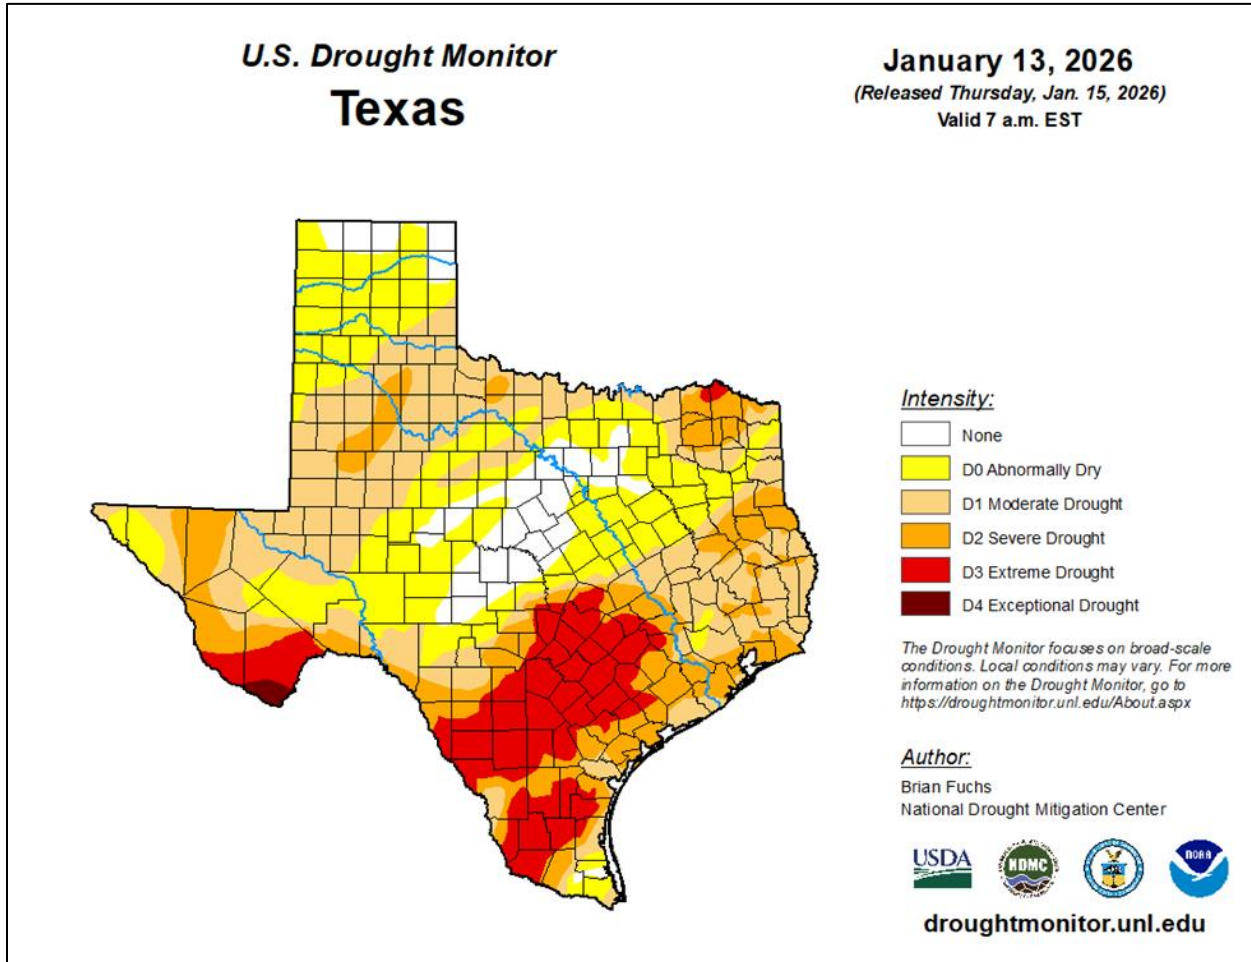 U.S. Drought Monitor
Texas
January 13, 2026
(Released Thursday, Jan. 15, 2026)
Valid 7 a.m. EST
Intensity:
None
D0 Abnormally Dry
D1 Moderate Drought
D2 Severe Drought
D3 Extreme Drought
D4 Exceptional Drought
The Drought Monitor focuses on broad-scale
conditions. Local conditions may vary. For more
information on the Drought Monitor, go to
https://droughtmonitor.unl.edu/About.aspx
Author:
Brian Fuchs
National Drought Mitigation Center
USDA
NDMC
NOAA
droughtmonitor.unl.edu